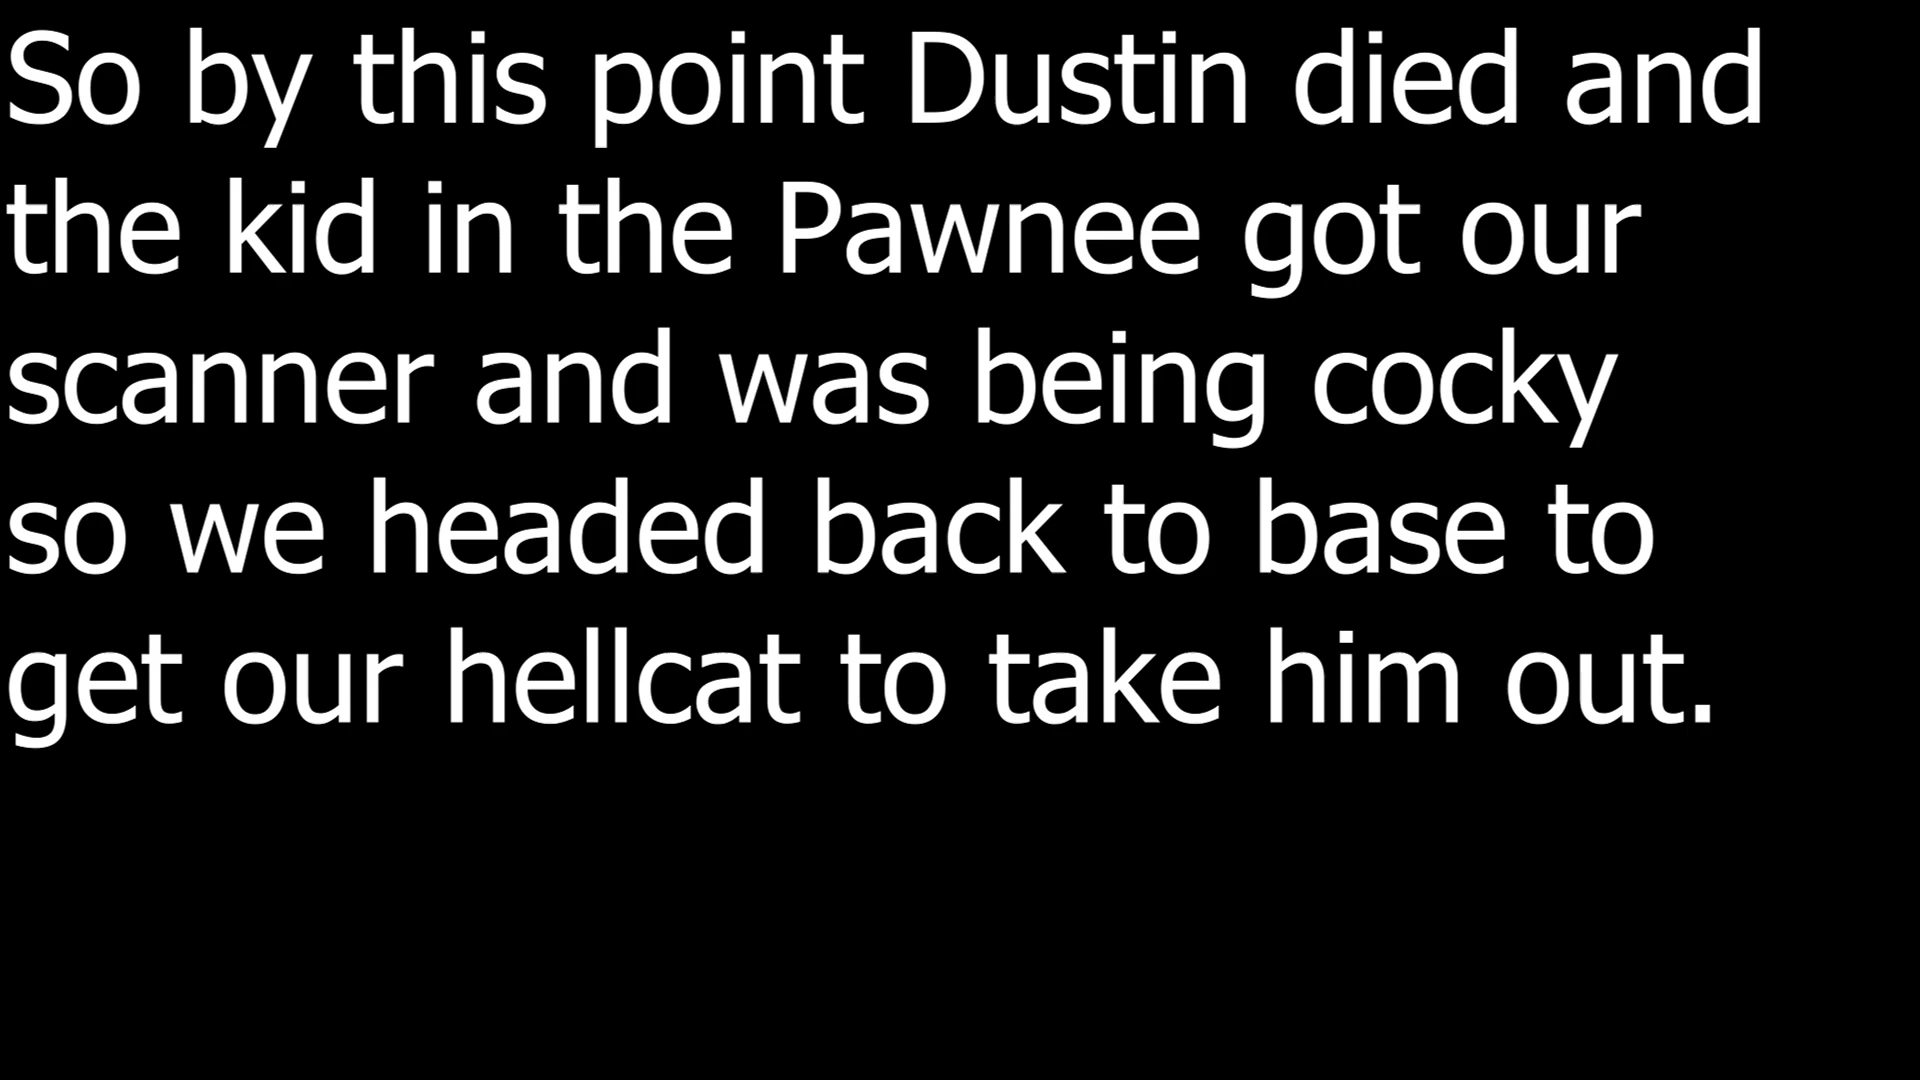 So by this point Dustin died and
the kid in the Pawnee got our
scanner and was being cocky
so we headed back to base to
get our hellcat to take him out.